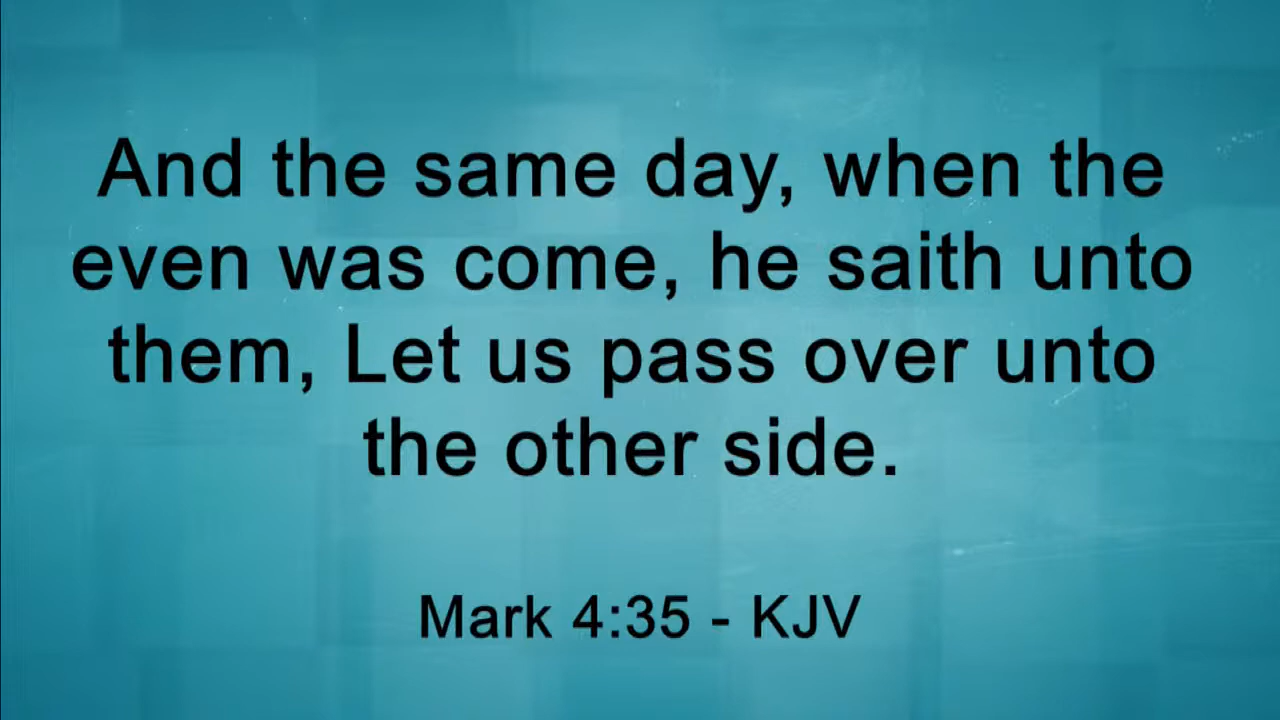 And the same day, when the
even was come, he saith unto
them, Let us pass over unto
the other side.
Mark 4:35 - KJV